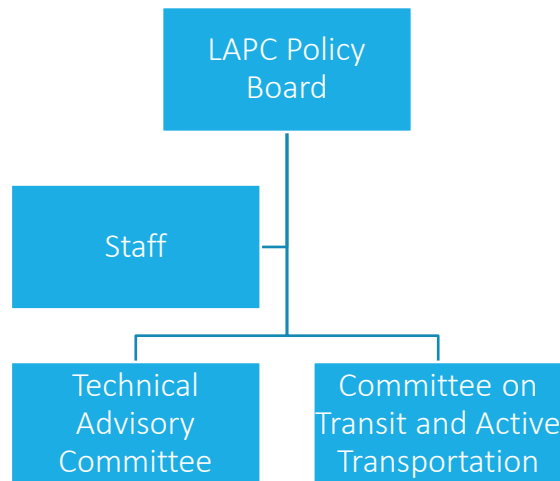 LAPC Policy
Board
Staff
Technical
Advisory
Committee
Committee on
Transit and Active
Transportation